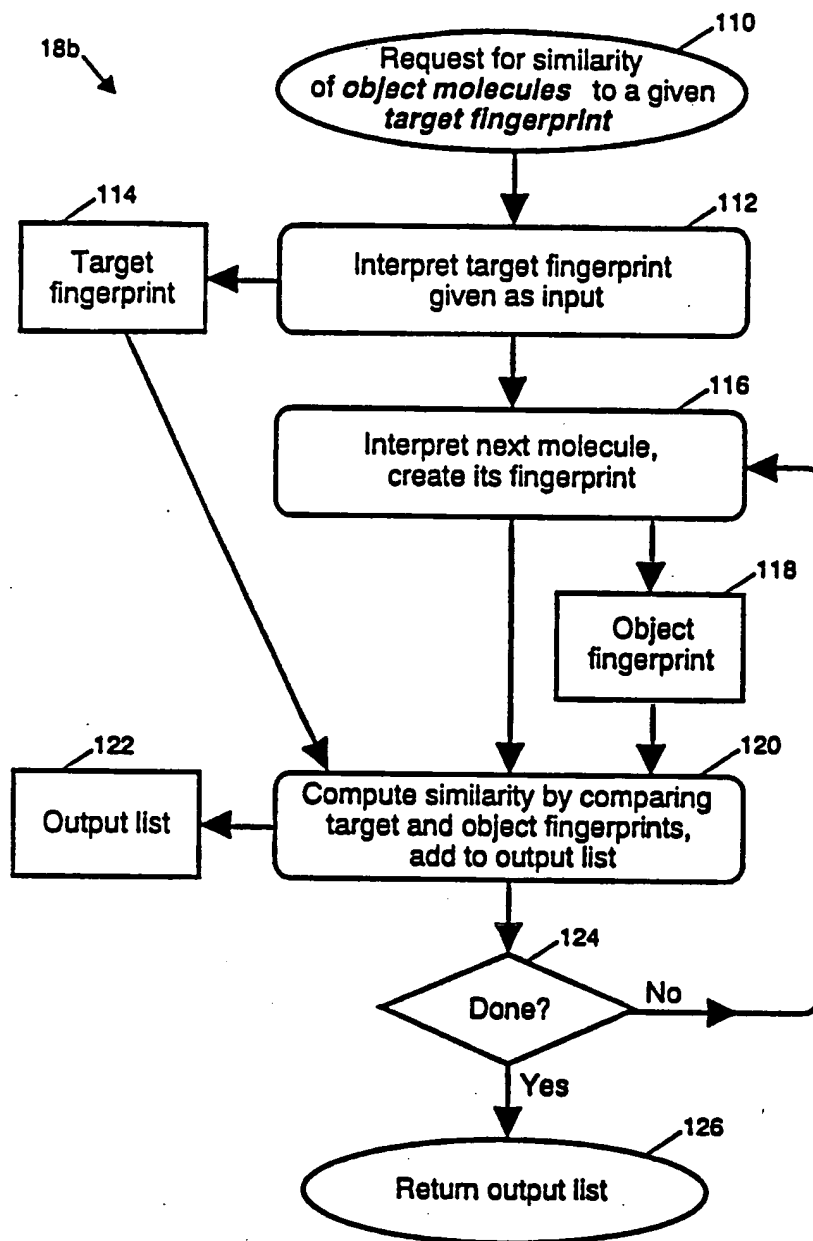 18b
110
Request for similarity
of object molecules to a given
target fingerprint
114
Target
fingerprint
112
Interpret target fingerprint
given as input
116
Interpret next molecule,
create its fingerprint
118
Object
fingerprint
122
Output list
120
Compute similarity by comparing
target and object fingerprints,
add to output list
124
Done?
No
Yes
126
Return output list